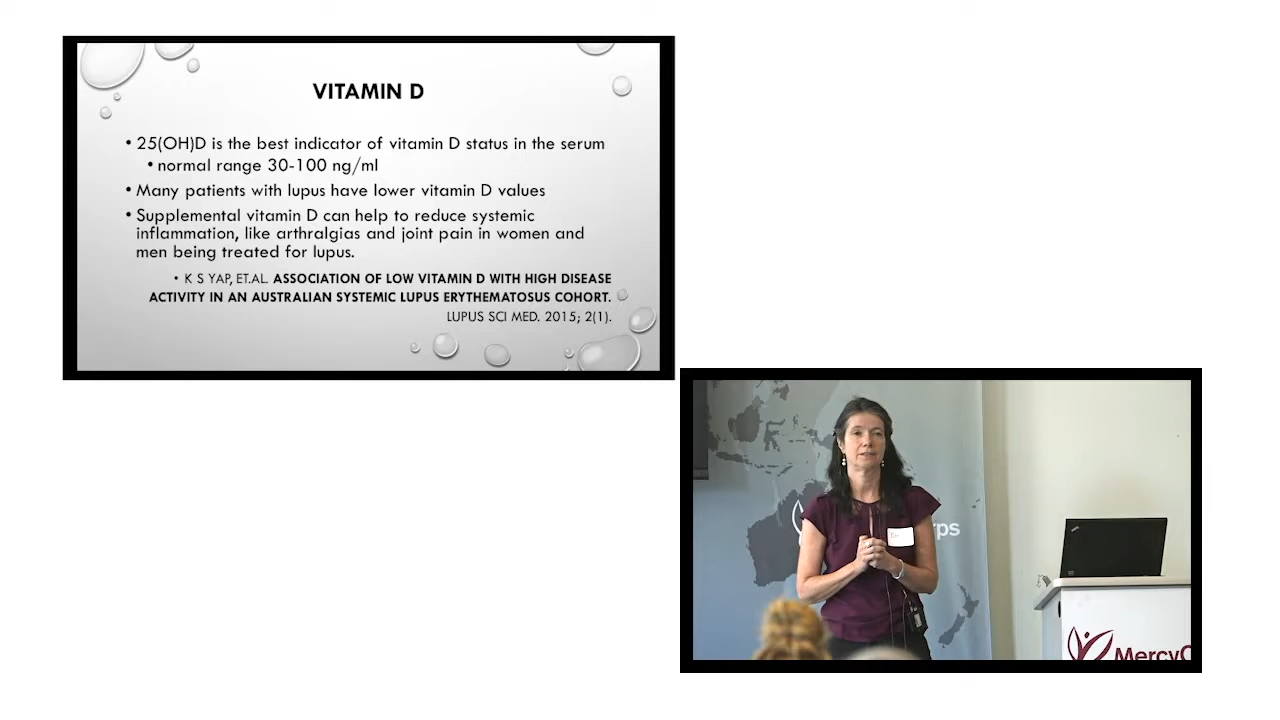 VITAMIN D
• 25(OH)D is the best indicator of vitamin D status in the serum
• normal range 30-100 ng/ml
• Many patients with lupus have lower vitamin D values
• Supplemental vitamin D can help to reduce systemic
inflammation, like arthralgias and joint pain in women and
men being treated for lupus.
• K S YAP, ET.AL. ASSOCIATION OF LOW VITAMIN D WITH HIGH DISEASE
ACTIVITY IN AN AUSTRALIAN SYSTEMIC LUPUS ERYTHEMATOSUS COHORT.
LUPUS SCI MED. 2015; 2(1).
rps
MercyC